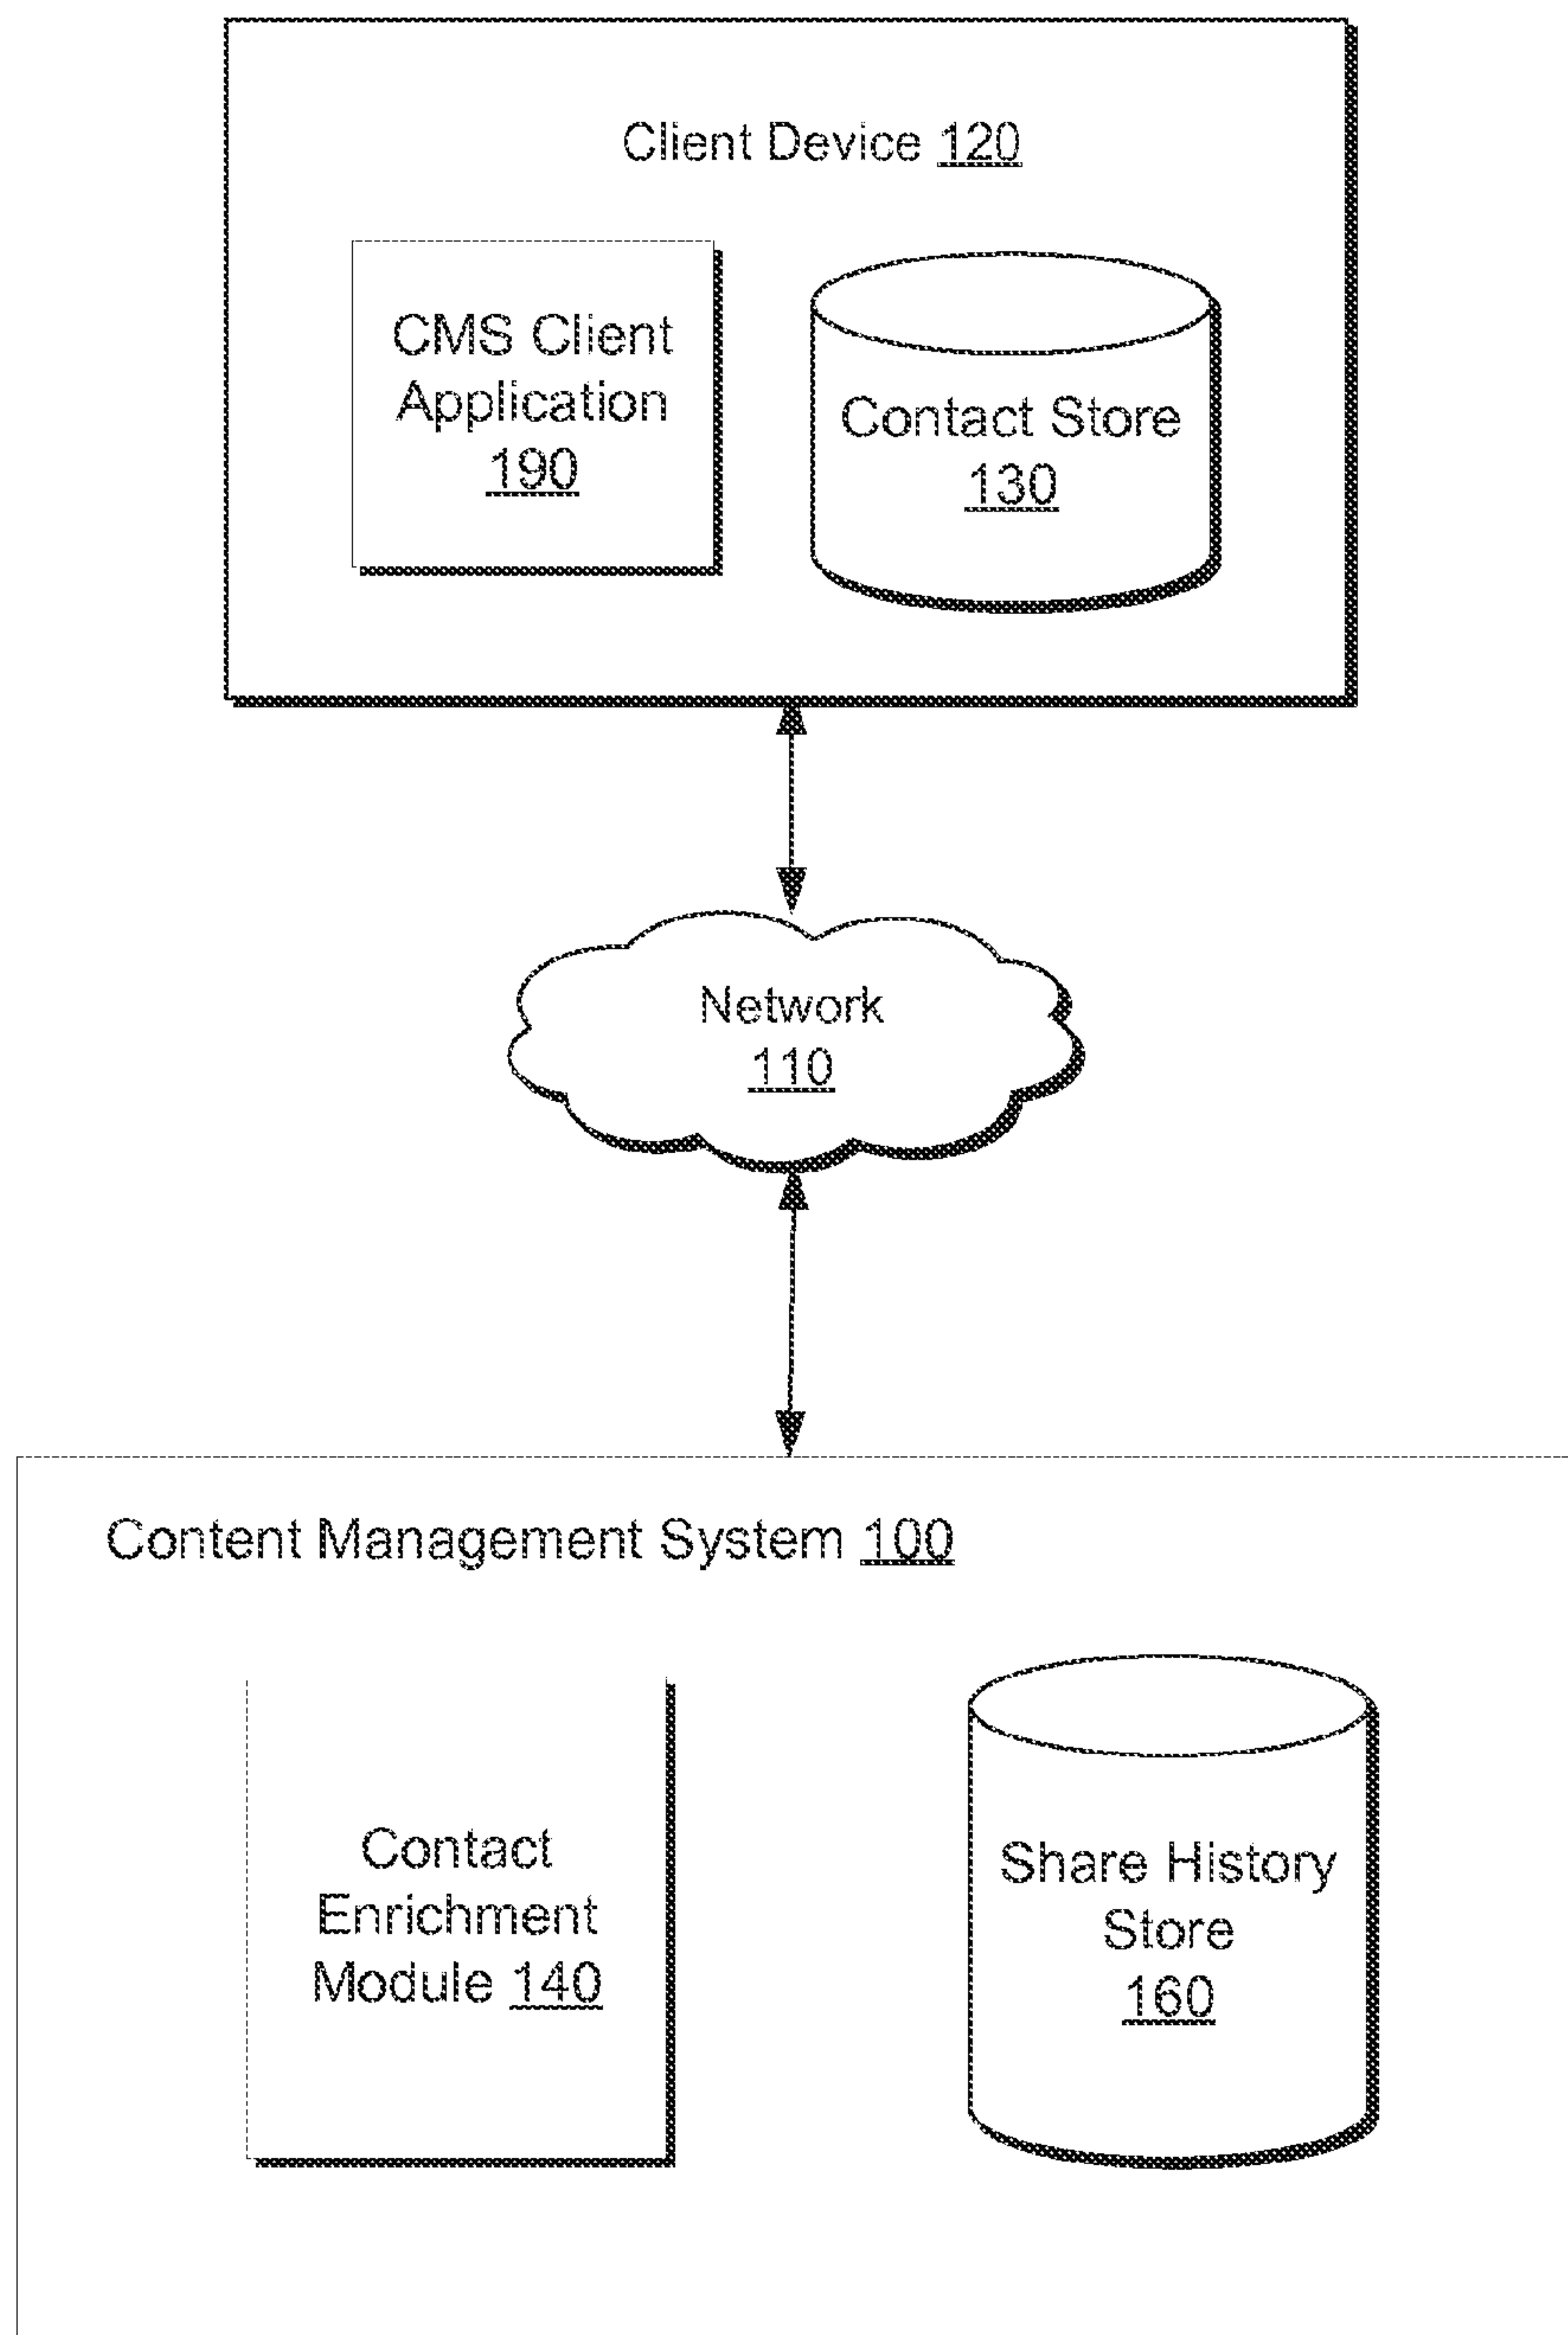 Client Device 120
CMS Client
Application
190
Contact Store
130
Network
110
Content Management System 100
Contact
Enrichment
Module 140
Share History
Store
160